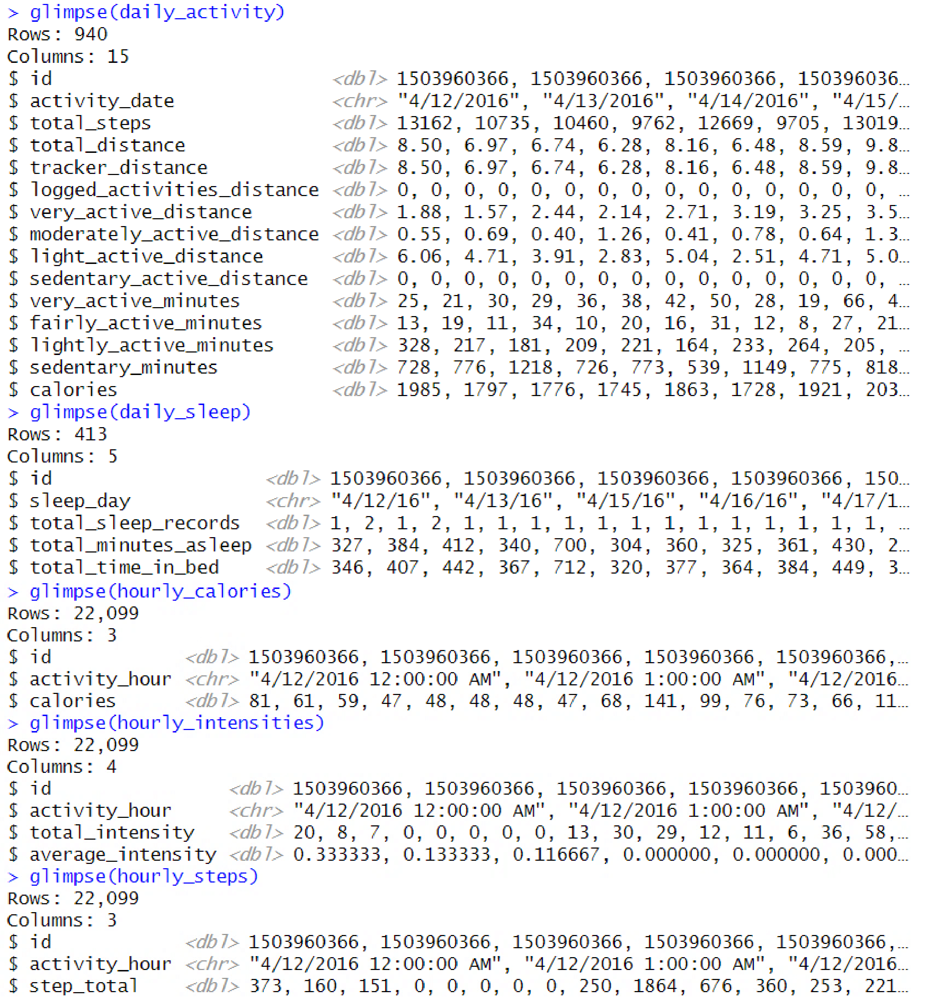 > glimpse(daily_activity)
Rows: 940
Columns: 15
$ id <dbl> 1503960366, 1503960366, 1503960366, 150396036…
$ activity_date <chr> "4/12/2016", "4/13/2016", "4/14/2016", "4/15/…
$ total_steps <dbl> 13162, 10735, 10460, 9762, 12669, 9705, 13019…
$ total_distance <dbl> 8.50, 6.97, 6.74, 6.28, 8.16, 6.48, 8.59, 9.8…
$ tracker_distance <dbl> 8.50, 6.97, 6.74, 6.28, 8.16, 6.48, 8.59, 9.8…
$ logged_activities_distance <dbl> 0, 0, 0, 0, 0, 0, 0, 0, 0, 0, 0, 0, 0, 0, 0, …
$ very_active_distance <dbl> 1.88, 1.57, 2.44, 2.14, 2.71, 3.19, 3.25, 3.5…
$ moderately_active_distance <dbl> 0.55, 0.69, 0.40, 1.26, 0.41, 0.78, 0.64, 1.3…
$ light_active_distance <dbl> 6.06, 4.71, 3.91, 2.83, 5.04, 2.51, 4.71, 5.0…
$ sedentary_active_distance <dbl> 0, 0, 0, 0, 0, 0, 0, 0, 0, 0, 0, 0, 0, 0, 0, …
$ very_active_minutes <dbl> 25, 21, 30, 29, 36, 38, 42, 50, 28, 19, 66, 4…
$ fairly_active_minutes <dbl> 13, 19, 11, 34, 10, 20, 16, 31, 12, 8, 27, 21…
$ lightly_active_minutes <dbl> 328, 217, 181, 209, 221, 164, 233, 264, 205, …
$ sedentary_minutes <dbl> 728, 776, 1218, 726, 773, 539, 1149, 775, 818…
$ calories <dbl> 1985, 1797, 1776, 1745, 1863, 1728, 1921, 203…
> glimpse(daily_sleep)
Rows: 413
Columns: 5
$ id <dbl> 1503960366, 1503960366, 1503960366, 1503960366, 150…
$ sleep_day <chr> "4/12/16", "4/13/16", "4/15/16", "4/16/16", "4/17/1…
$ total_sleep_records <dbl> 1, 2, 1, 2, 1, 1, 1, 1, 1, 1, 1, 1, 1, 1, 1, 1, 1, …
$ total_minutes_asleep <dbl> 327, 384, 412, 340, 700, 304, 360, 325, 361, 430, 2…
$ total_time_in_bed <dbl> 346, 407, 442, 367, 712, 320, 377, 364, 384, 449, 3…
> glimpse(hourly_calories)
Rows: 22,099
Columns: 3
$ id <dbl> 1503960366, 1503960366, 1503960366, 1503960366, 1503960366,…
$ activity_hour <chr> "4/12/2016 12:00:00 AM", "4/12/2016 1:00:00 AM", "4/12/2016…
$ calories <dbl> 81, 61, 59, 47, 48, 48, 48, 47, 68, 141, 99, 76, 73, 66, 11…
> glimpse(hourly_intensities)
Rows: 22,099
Columns: 4
$ id <dbl> 1503960366, 1503960366, 1503960366, 1503960366, 1503960…
$ activity_hour <chr> "4/12/2016 12:00:00 AM", "4/12/2016 1:00:00 AM", "4/12/…
$ total_intensity <dbl> 20, 8, 7, 0, 0, 0, 0, 0, 13, 30, 29, 12, 11, 6, 36, 58,…
$ average_intensity <dbl> 0.333333, 0.133333, 0.116667, 0.000000, 0.000000, 0.000…
> glimpse(hourly_steps)
Rows: 22,099
Columns: 3
$ id <dbl> 1503960366, 1503960366, 1503960366, 1503960366, 1503960366,…
$ activity_hour <chr> "4/12/2016 12:00:00 AM", "4/12/2016 1:00:00 AM", "4/12/2016…
$ step_total <dbl> 373, 160, 151, 0, 0, 0, 0, 0, 250, 1864, 676, 360, 253, 221…